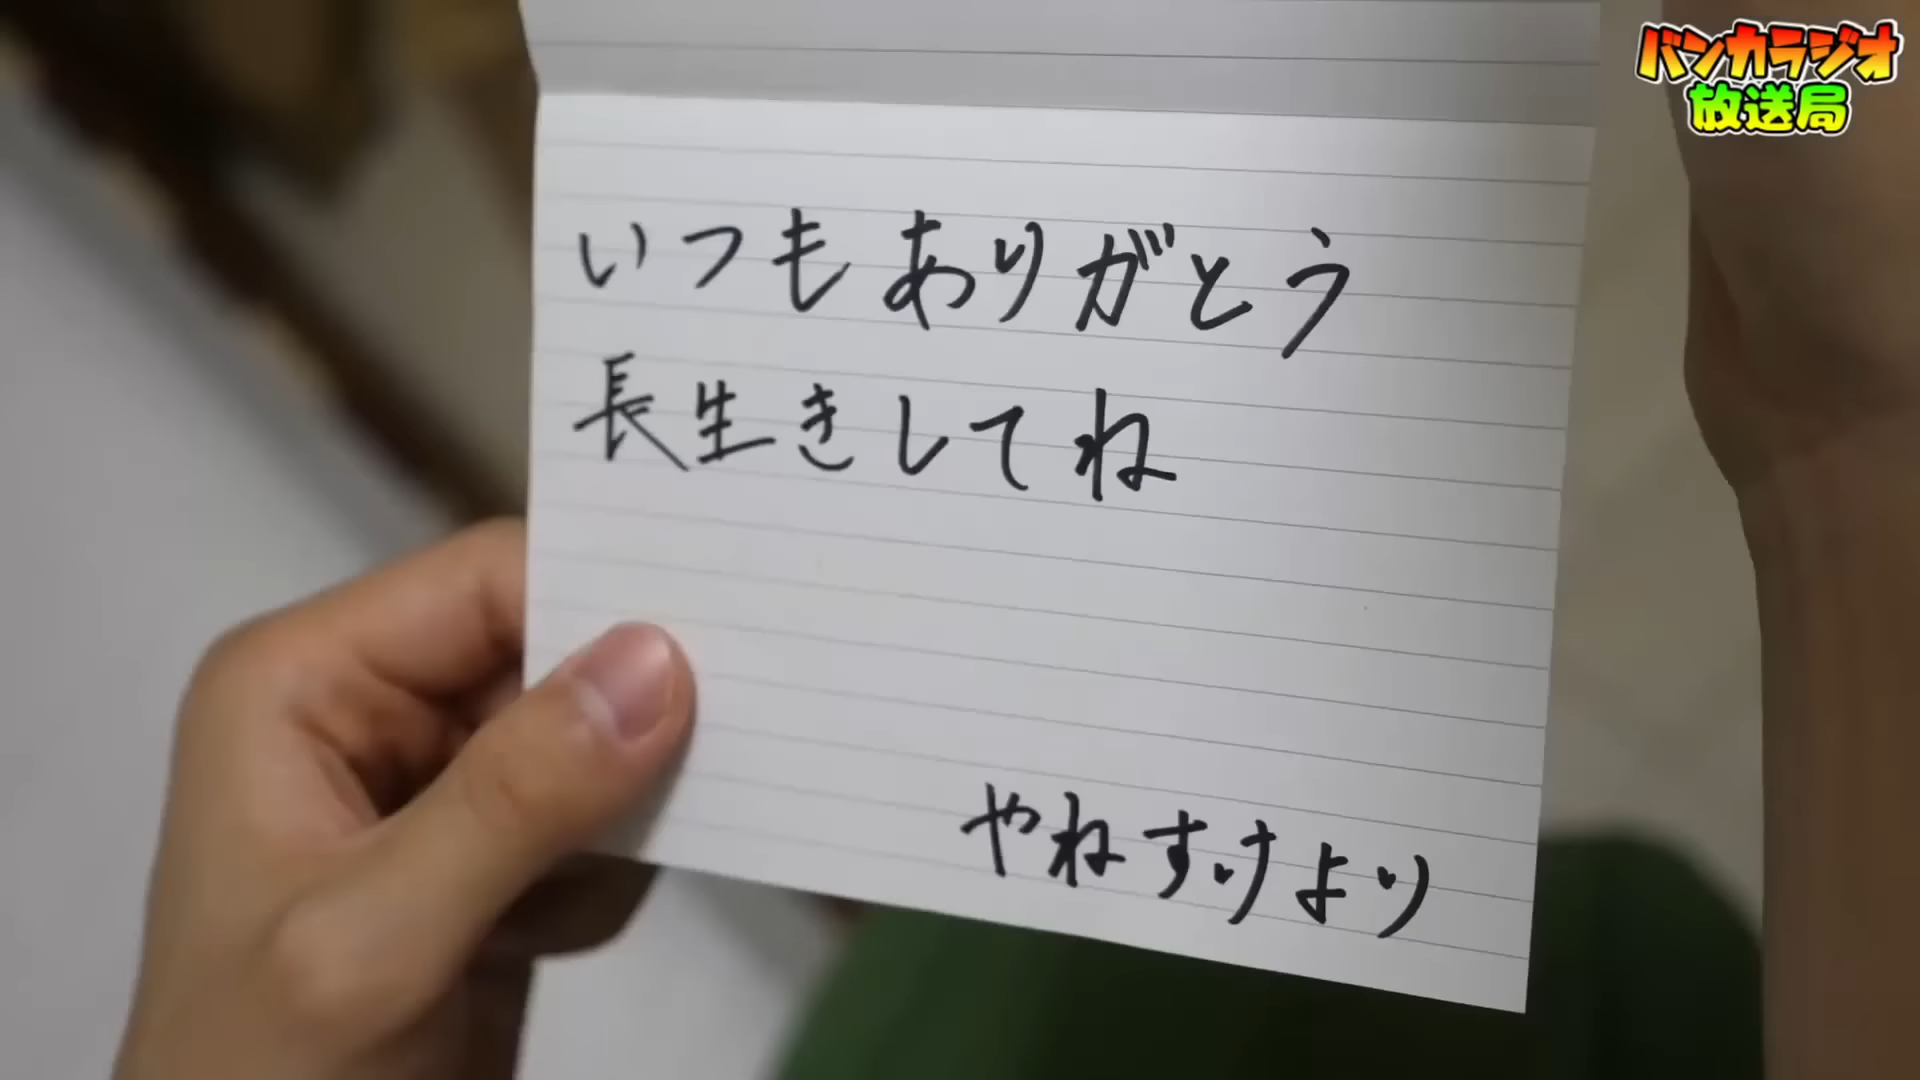 バンカラジオ
放送局
いつもありがとう
長生きしてね
やねすけより